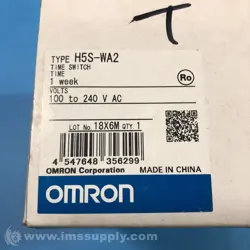 T
TYPE H5S-WA2
TIME SWITCH
TIME
1 week
Ro
VOLTS
100 to 240 V AC
LOT No. 18X6M QTY. 1
4 547648 356299
OMRON Corporation MADE IN CHINA
OMRON
© www.imssupply.com